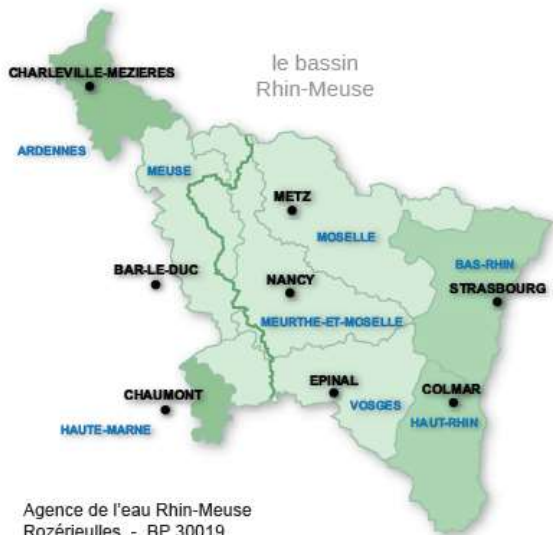 le bassin
Rhin-Meuse
CHARLEVILLE-MEZIERES
ARDENNES
MEUSE
METZ
MOSELLE
BAR-LE-DUC
NANCY
BAS-RHIN
STRASBOURG
MEURTHE-ET-MOSELLE
CHAUMONT
EPINAL
COLMAR
VOSGES
HAUTE-MARNE
HAUT-RHIN
Agence de l'eau Rhin-Meuse
Rozérieulles - BP 30019